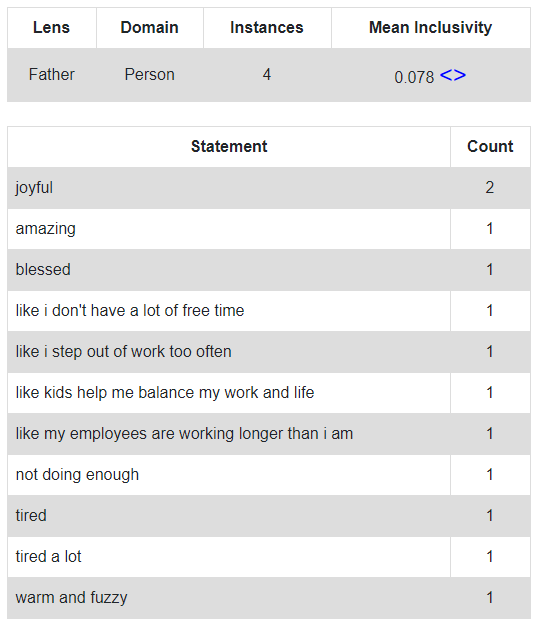 Lens Domain Instances Mean Inclusivity
Father Person 4 0.078 <>
Statement Count
joyful 2
amazing 1
blessed 1
like i don't have a lot of free time 1
like i step out of work too often 1
like kids help me balance my work and life 1
like my employees are working longer than i am 1
not doing enough 1
tired 1
tired a lot 1
warm and fuzzy 1